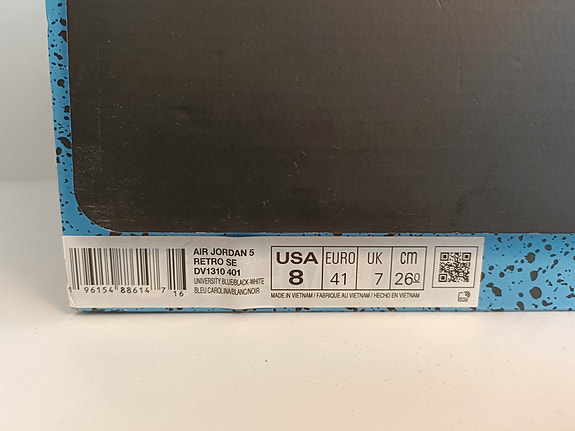 AIR JORDAN 5
RETRO SE
DV1310 401
UNIVERSITY BLUE/BLACK-WHITE
BLEU CAROLINA/BLANC/NOIR
1 96154 88614 7 16
USA EURO UK cm
8 41 7 26.0
MADE IN VIETNAM / FABRIQUE AU VIETNAM / HECHO EN VIETNAM